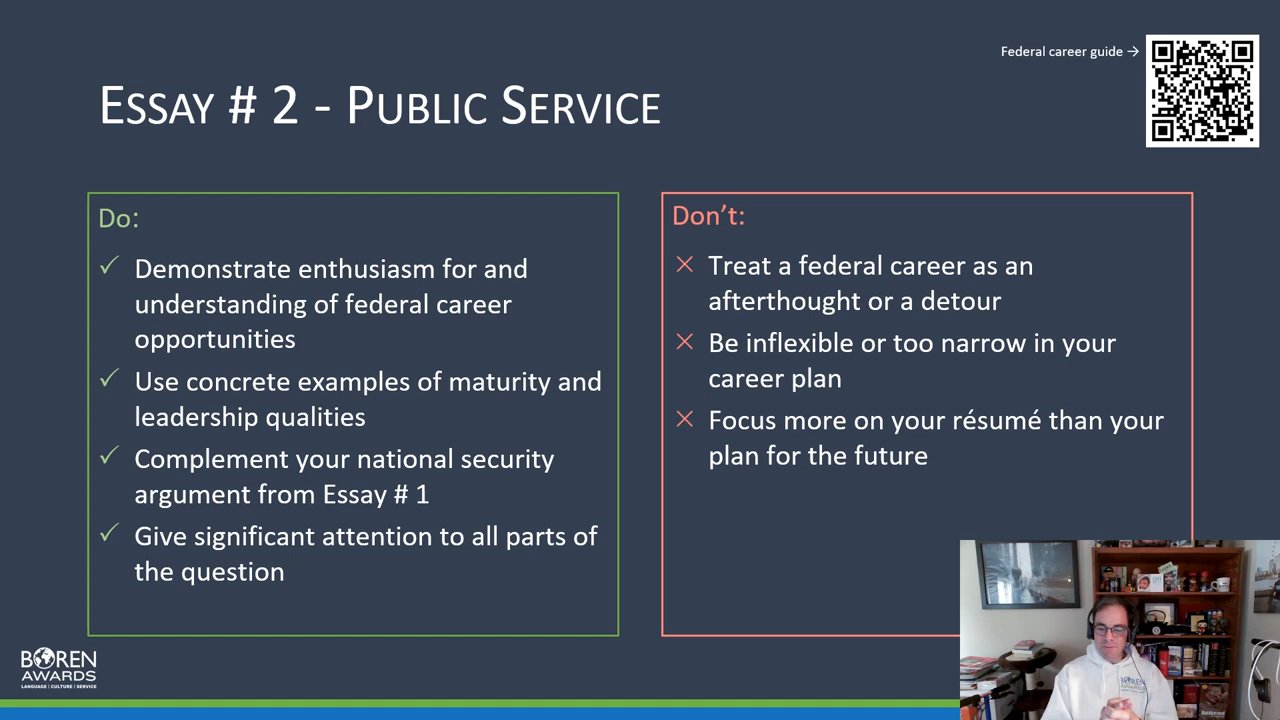 Federal career guide →
ESSAY # 2 - PUBLIC SERVICE
Do:
✓ Demonstrate enthusiasm for and
understanding of federal career
opportunities
✓ Use concrete examples of maturity and
leadership qualities
✓ Complement your national security
argument from Essay # 1
✓ Give significant attention to all parts of
the question
Don’t:
✕ Treat a federal career as an
afterthought or a detour
✕ Be inflexible or too narrow in your
career plan
✕ Focus more on your résumé than your
plan for the future
BOREN
AWARDS
LANGUAGE | CULTURE | SERVICE
BOREN
AWARDS